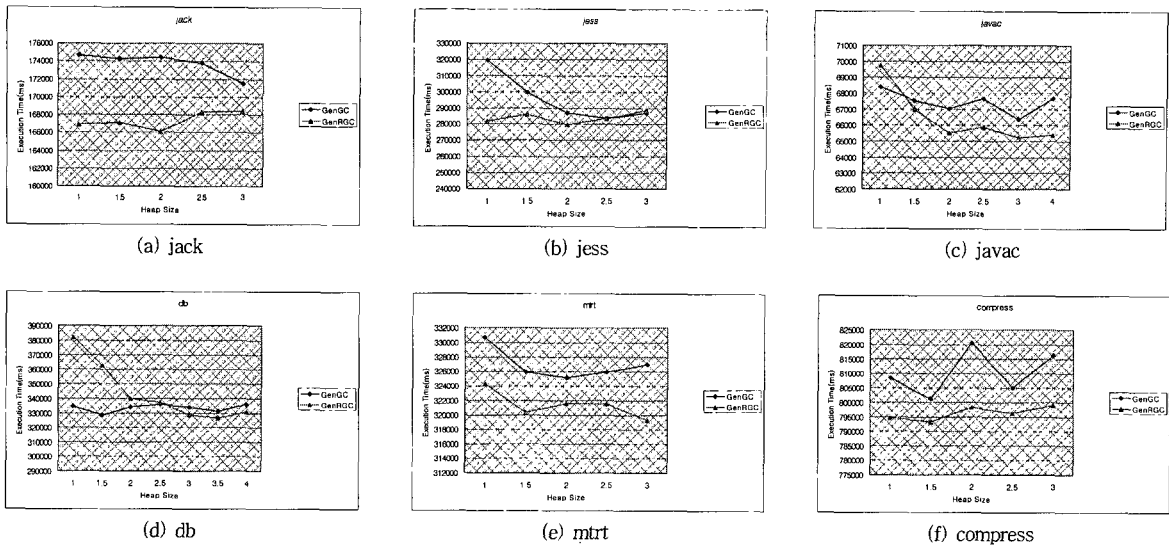 jack
176000
174000
172000
170000
168000
166000
164000
162000
160000
Execution Time(ms)
1 1.5 2 2.5 3
Heap Size
GenGC
GenRGC
(a) jack
jess
330000
320000
310000
300000
290000
280000
270000
260000
250000
240000
Execution Time(ms)
1 1.5 2 2.5 3
Heap Size
GenGC
GenRGC
(b) jess
javac
71000
70000
69000
68000
67000
66000
65000
64000
63000
62000
Execution Time(ms)
1 1.5 2 2.5 3 4
Heap Size
GenGC
GenRGC
(c) javac
db
390000
380000
370000
360000
350000
340000
330000
320000
310000
300000
290000
Execution Time(ms)
1 1.5 2 2.5 3 3.5 4
Heap Size
GenGC
GenRGC
(d) db
mtrt
332000
330000
328000
326000
324000
322000
320000
318000
316000
314000
312000
Execution Time(ms)
1 1.5 2 2.5 3
Heap Size
GenGC
GenRGC
(e) mtrt
compress
825000
820000
815000
810000
805000
800000
795000
790000
785000
780000
775000
Execution Time(ms)
1 1.5 2 2.5 3
Heap Size
GenGC
GenRGC
(f) compress